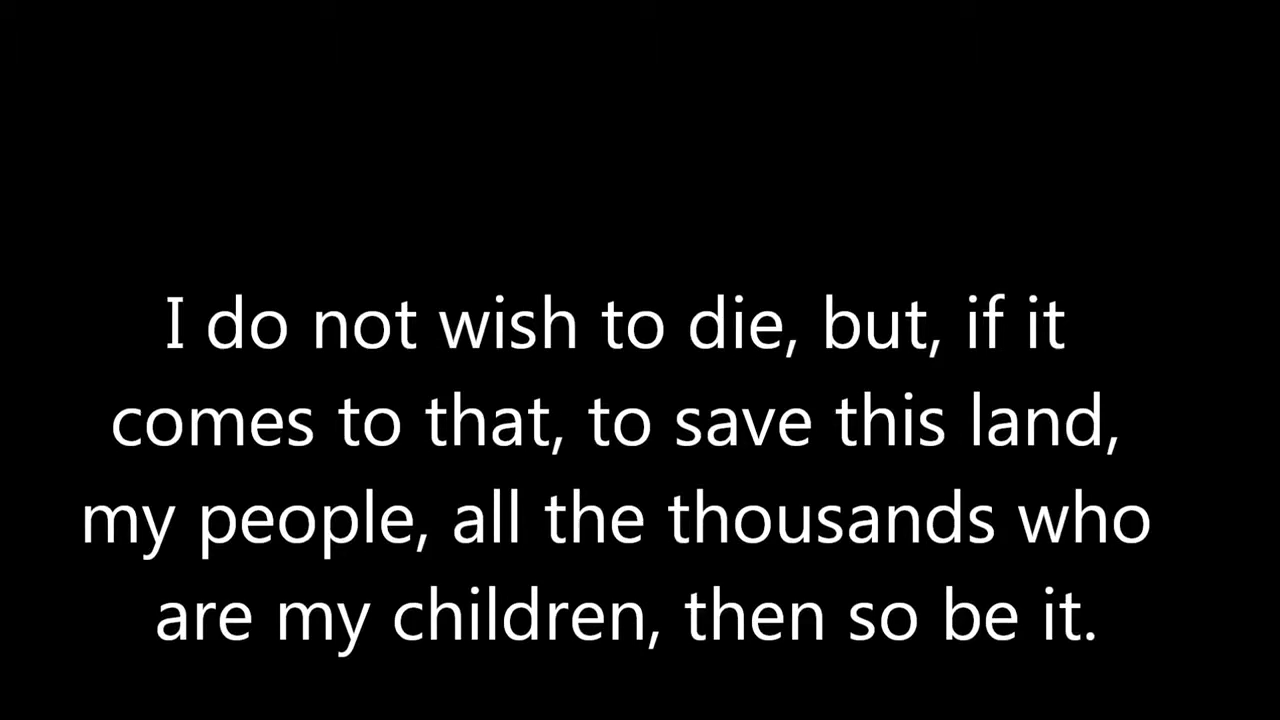 I do not wish to die, but, if it
comes to that, to save this land,
my people, all the thousands who
are my children, then so be it.